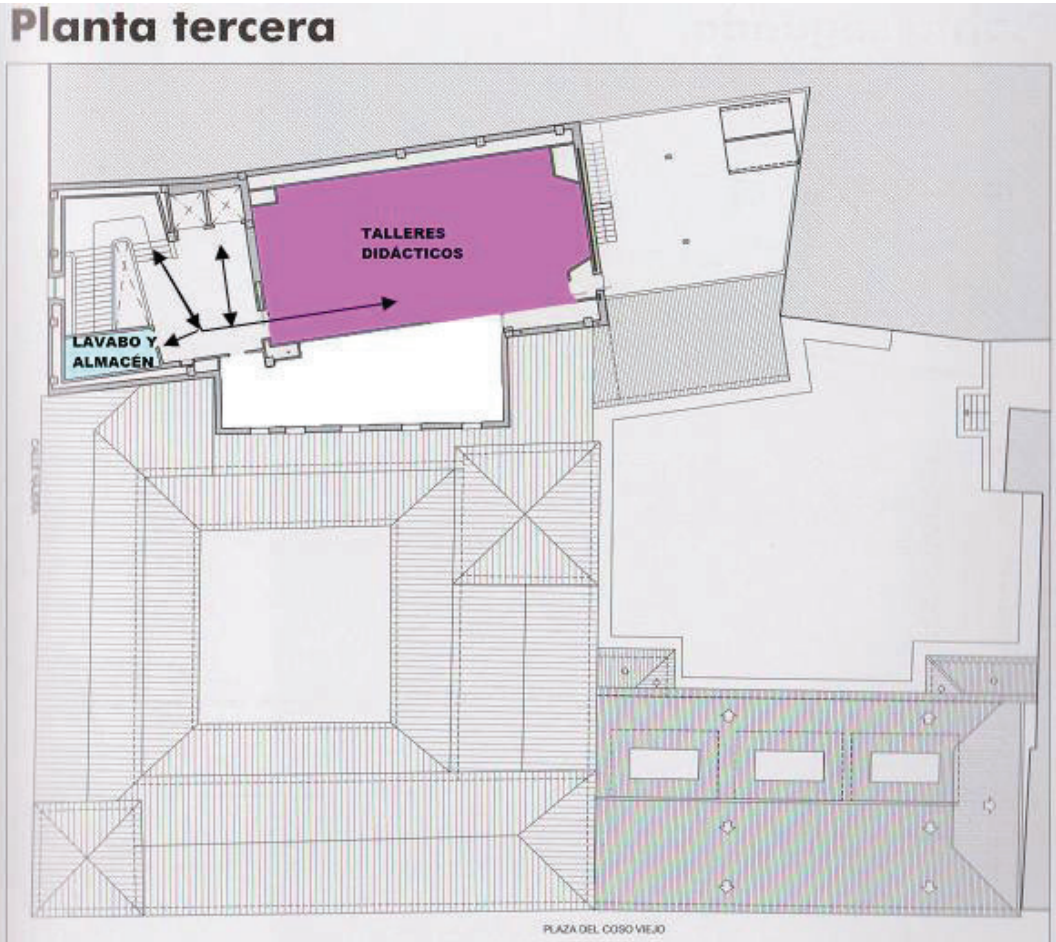 Planta tercera
TALLERES
DIDÁCTICOS
LAVABO Y
ALMACÉN
PLAZA DEL COSO VIEJO